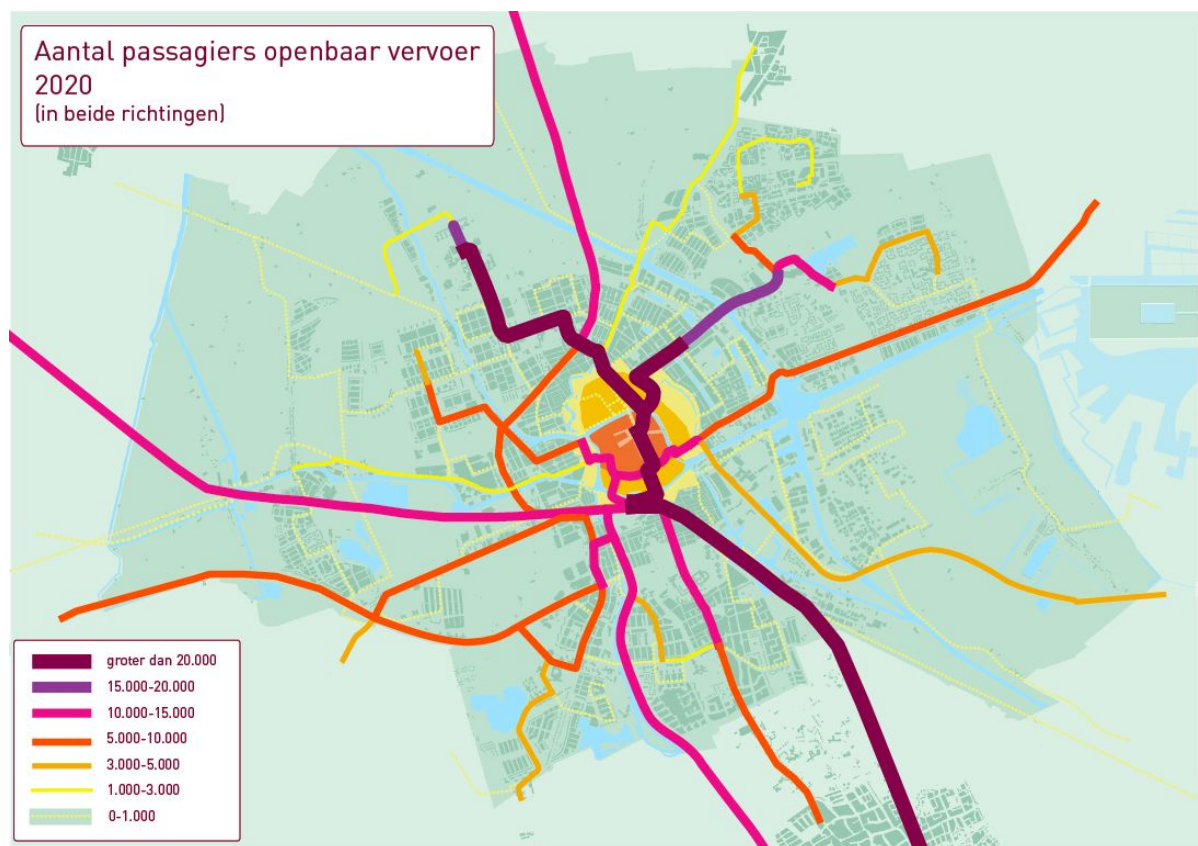 Aantal passagiers openbaar vervoer
2020
(in beide richtingen)
groter dan 20.000
15.000-20.000
10.000-15.000
5.000-10.000
3.000-5.000
1.000-3.000
0-1.000